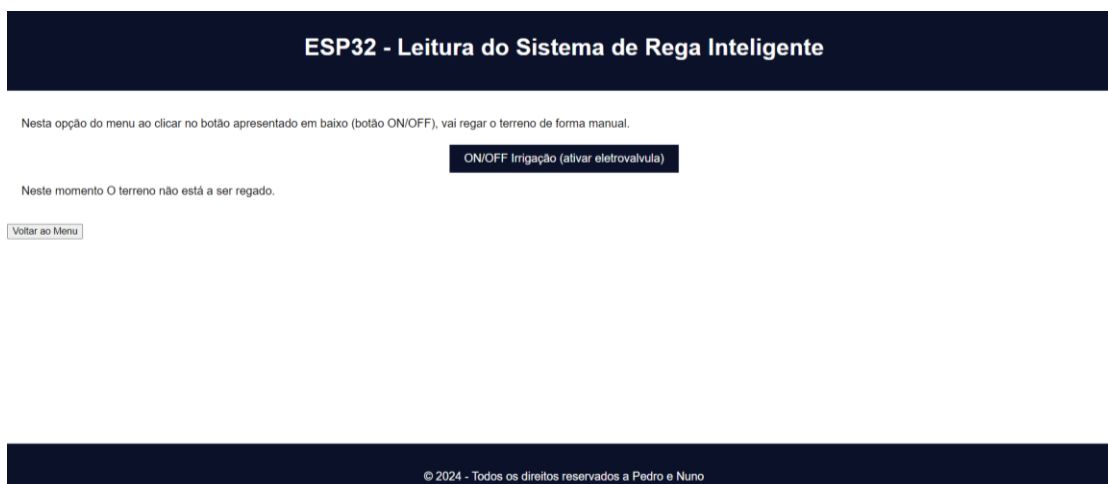 ESP32 - Leitura do Sistema de Rega Inteligente
Nesta opção do menu ao clicar no botão apresentado em baixo (botão ON/OFF), vai regar o terreno de forma manual.
ON/OFF Irrigação (ativar eletrovalvula)
Neste momento O terreno não está a ser regado.
Voltar ao Menu
© 2024 - Todos os direitos reservados a Pedro e Nuno